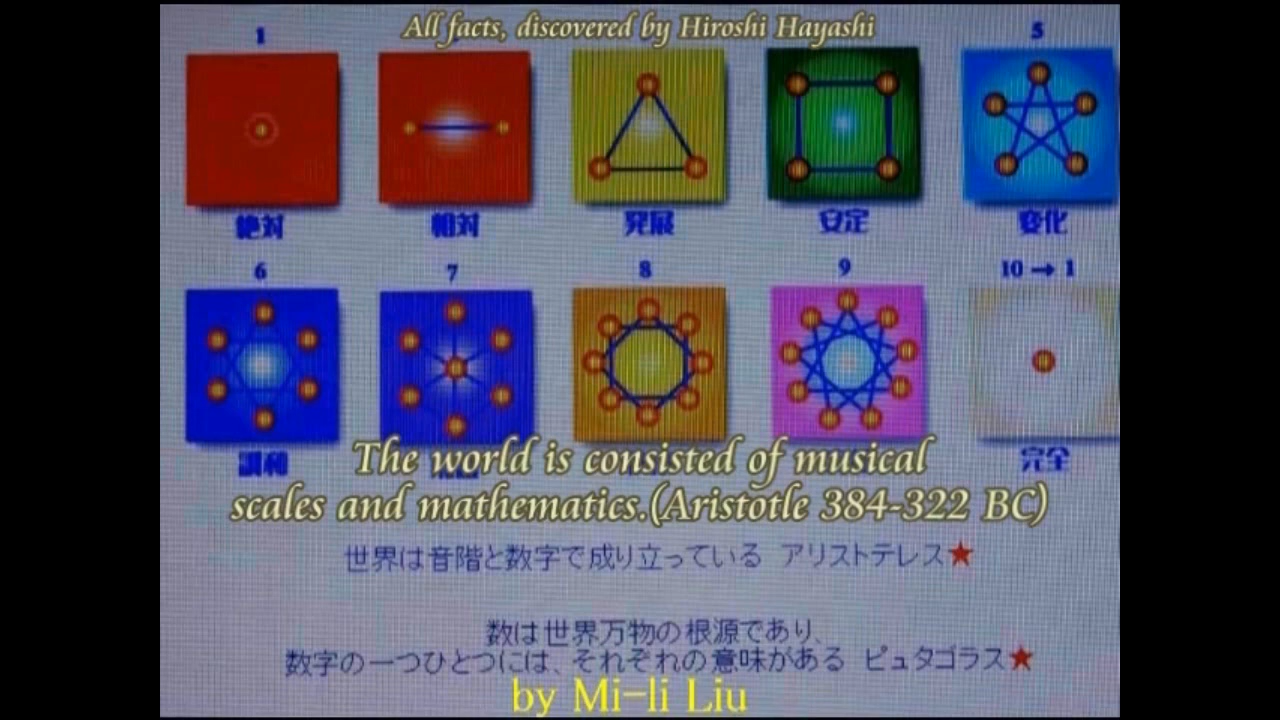 All facts, discovered by Hiroshi Hayashi
1 5
絶対 相対 発展 安定 変化
6 7 8 9 10 → 1
調和 完全
The world is consisted of musical
scales and mathematics.(Aristotle 384-322 BC)
世界は音階と数字で成り立っている アリストテレス★
数は世界万物の根源であり、
数字の一つひとつには、それぞれの意味がある ピュタゴラス★
by Mi-li Liu